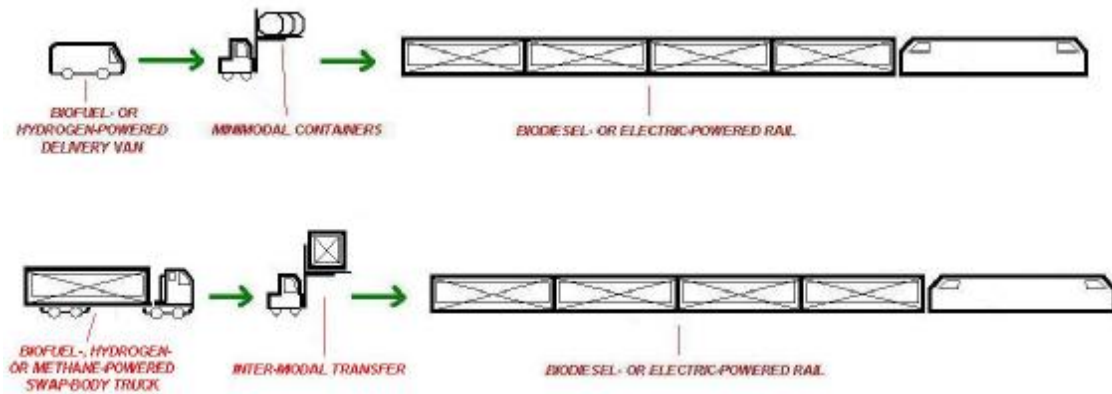 BIOFUEL- OR
HYDROGEN-POWERED
DELIVERY VAN
MINIMODAL CONTAINERS
BIODIESEL- OR ELECTRIC-POWERED RAIL
BIOFUEL-, HYDROGEN-
OR METHANE-POWERED
SWAP-BODY TRUCK
INTER-MODAL TRANSFER
BIODIESEL- OR ELECTRIC-POWERED RAIL